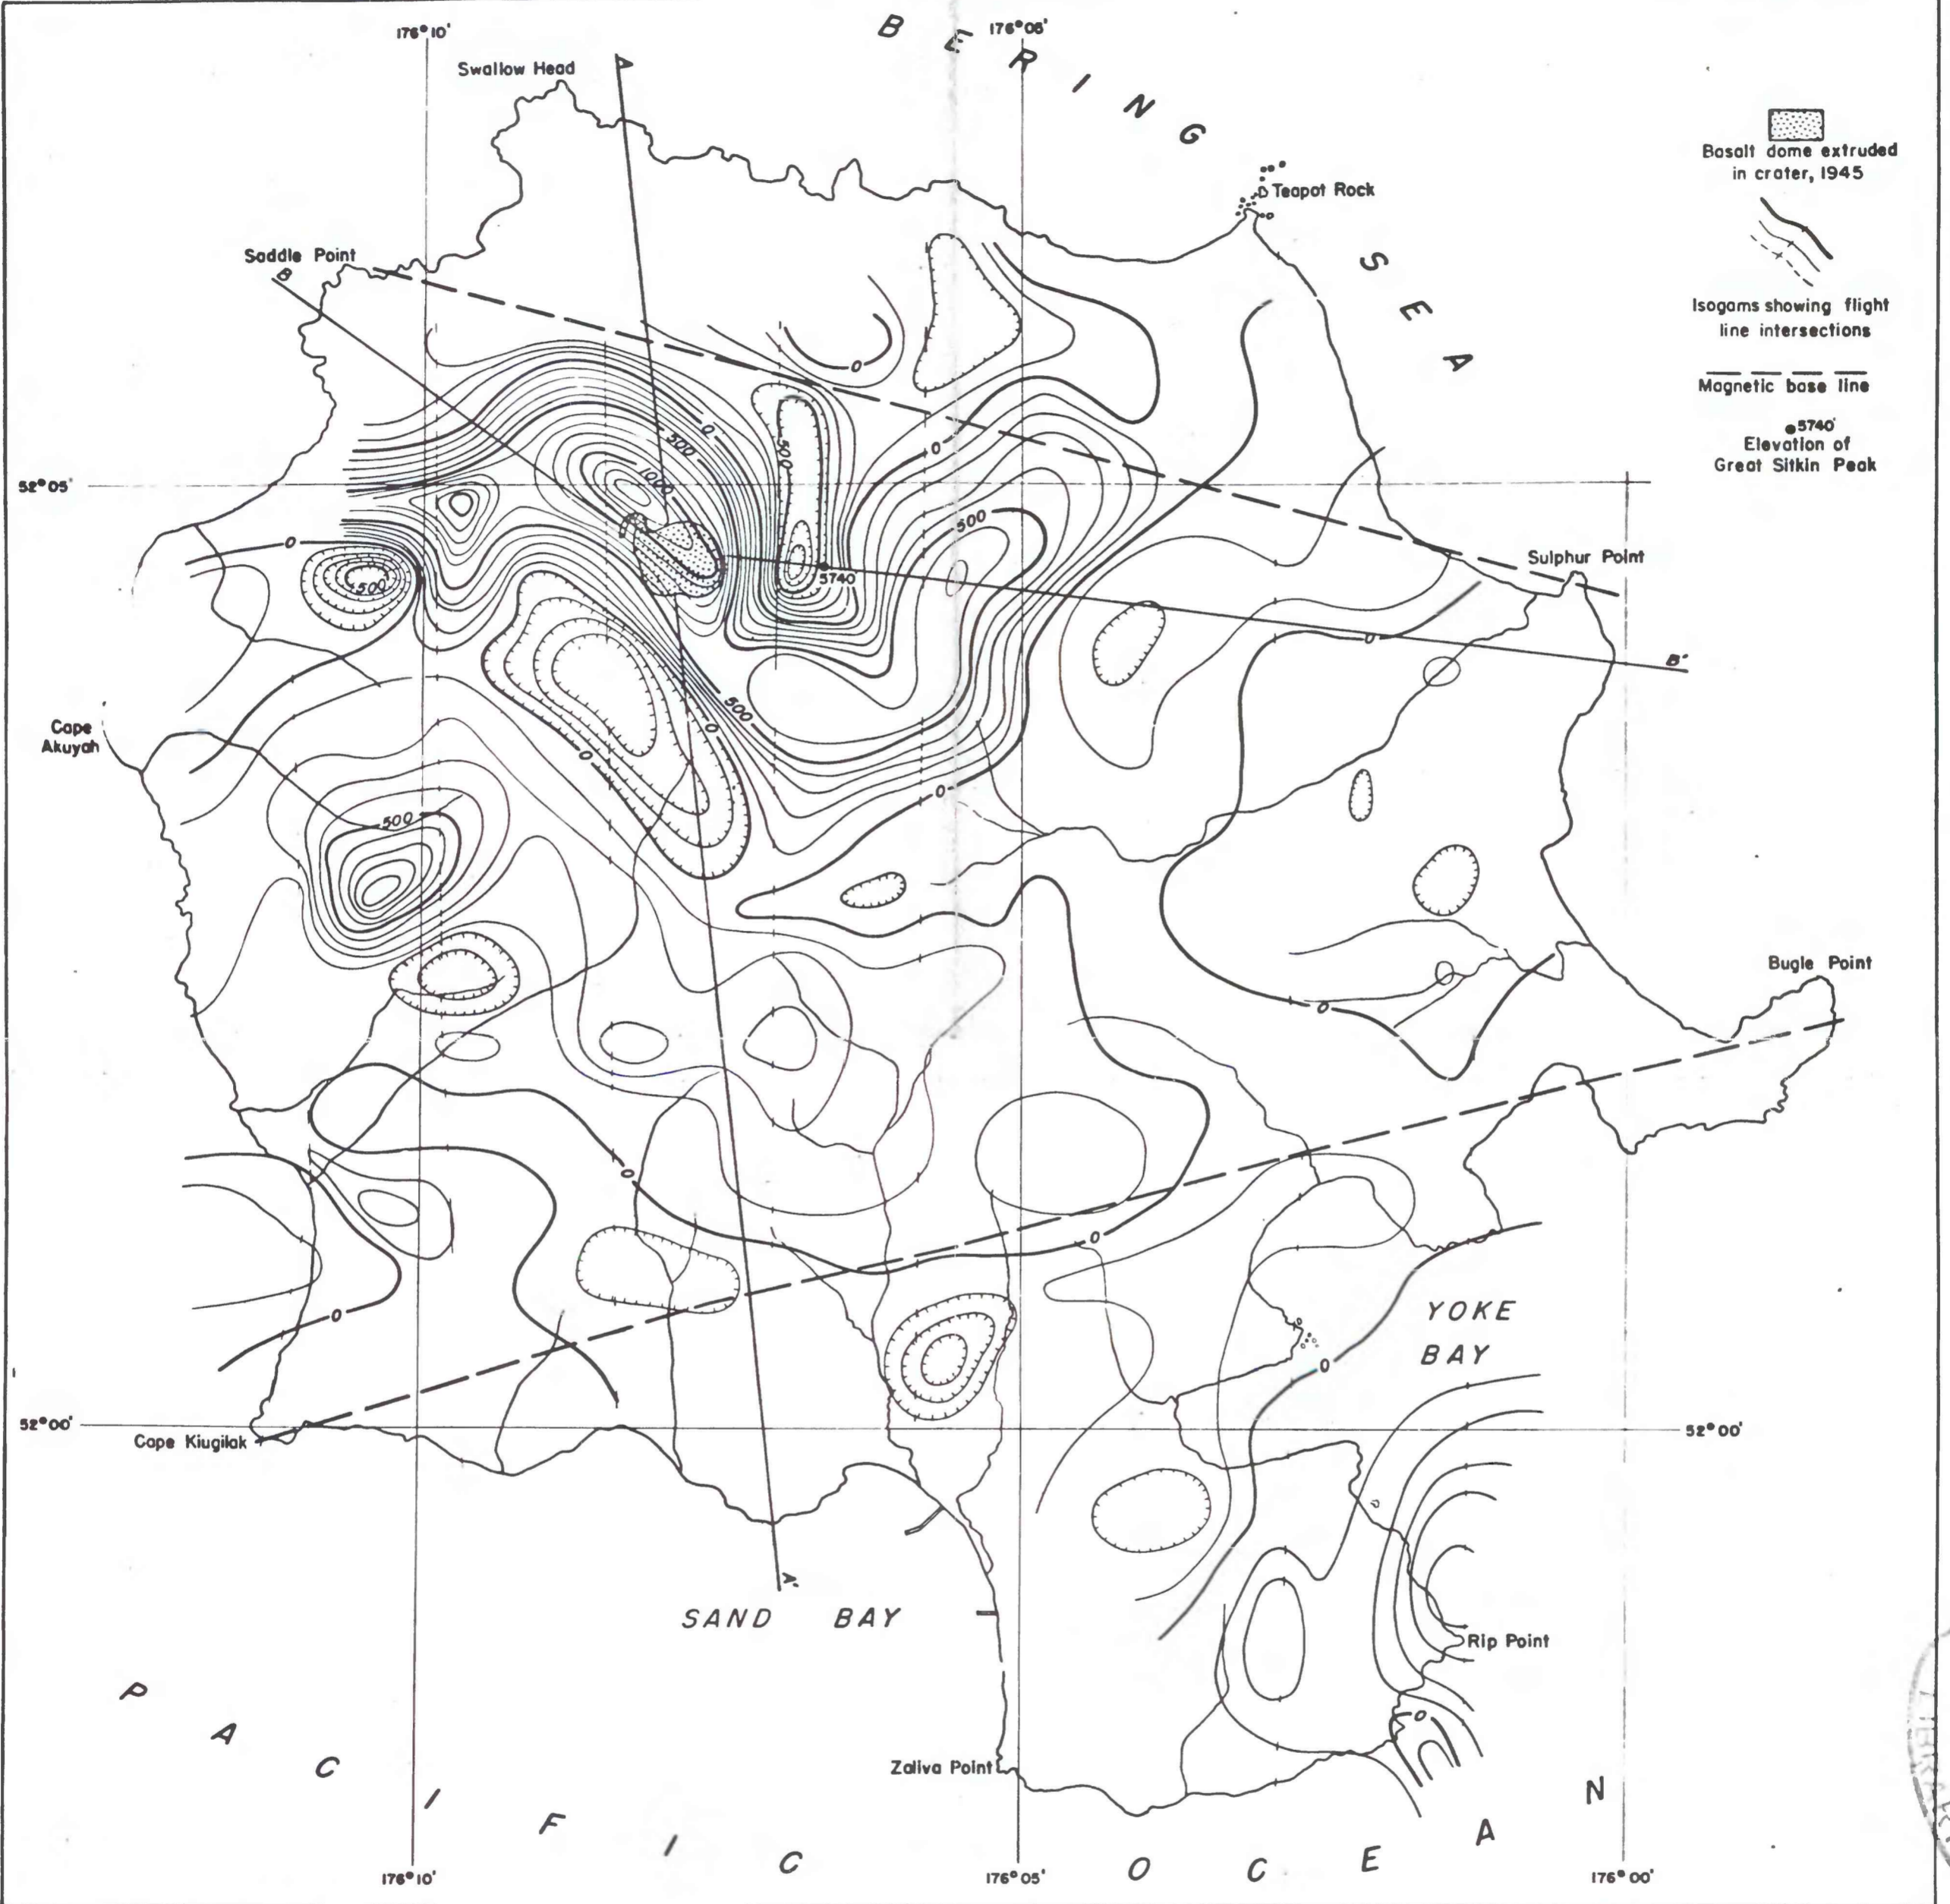 176°10'
176°05'
BERING SEA
Swallow Head
A
Teapot Rock
Basalt dome extruded
in crater, 1945
Saddle Point
B
Isogams showing flight
line intersections
Magnetic base line
5740'
Elevation of
Great Sitkin Peak
0
0
500
1000
500
0
52°05'
500
0
500
5740
Sulphur Point
0
B'
Cape
Akuyah
500
0
0
0
500
Bugle Point
0
0
0
0
YOKE
BAY
0
52°00'
Cape Kiugilak
52°00'
A'
SAND BAY
Rip Point
0
Zaliva Point
PACIFIC OCEAN
176°10'
176°05'
176°00'